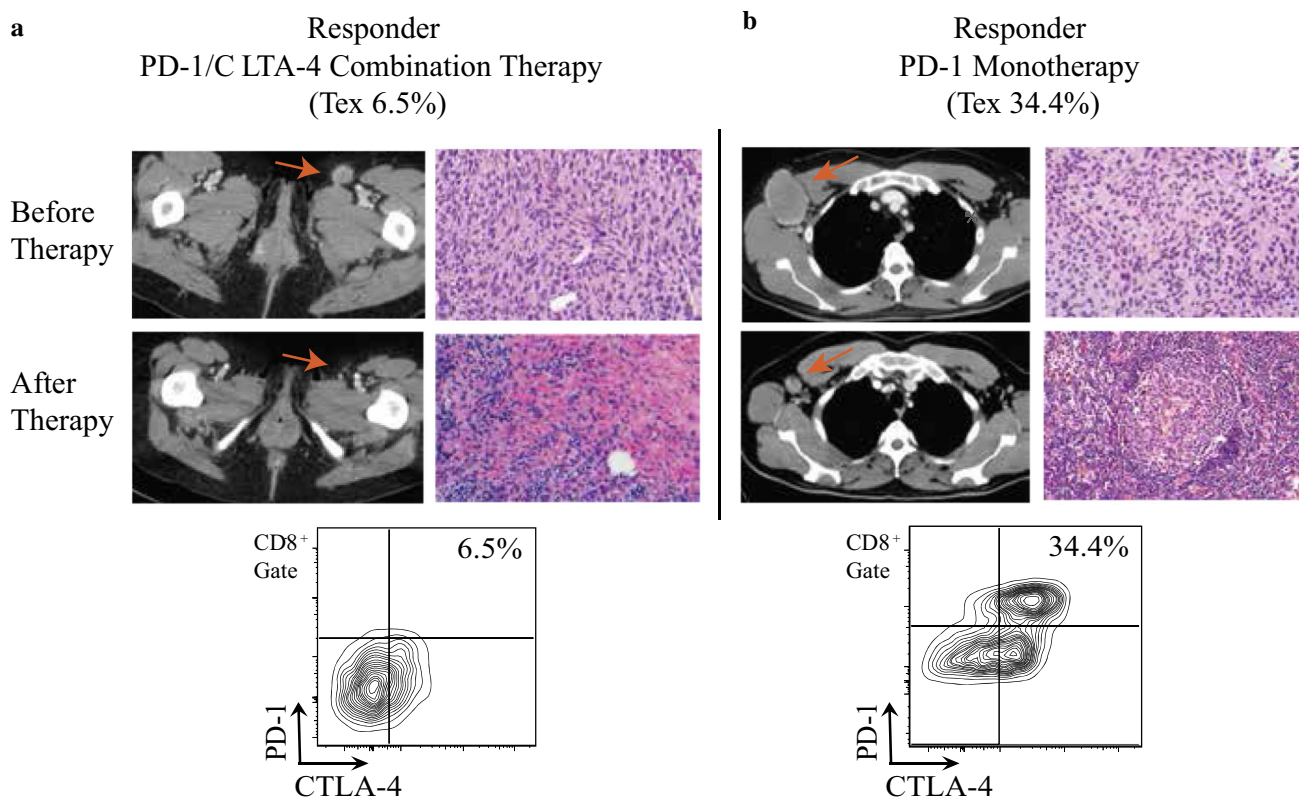 a
Responder
PD-1/C LTA-4 Combination Therapy
(Tex 6.5%)
b
Responder
PD-1 Monotherapy
(Tex 34.4%)
Before
Therapy
After
Therapy
CD8+
Gate
6.5%
PD-1
CTLA-4
CD8+
Gate
34.4%
PD-1
CTLA-4